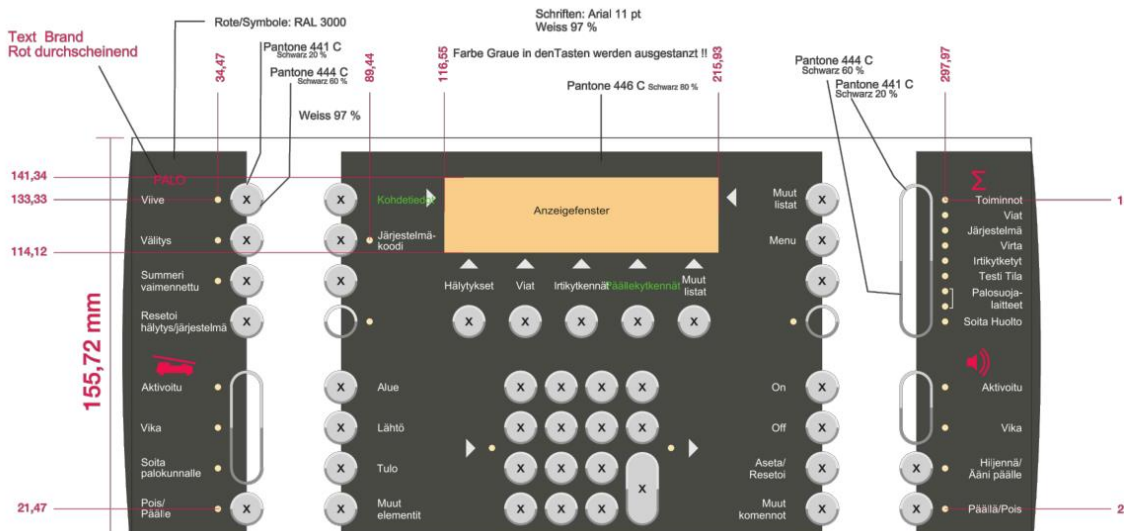 Text Brand
Rot durchscheinend
Rote/Symbole: RAL 3000
Pantone 441 C
Schwarz 20 %
Pantone 444 C
Schwarz 60 %
Weiss 97 %
Schriften: Arial 11 pt
Weiss 97 %
Farbe Graue in denTasten werden ausgestanzt !!
Pantone 446 C Schwarz 80 %
Pantone 444 C
Schwarz 60 %
Pantone 441 C
Schwarz 20 %
34,47
89,44
116,55
215,93
297,97
141,34
133,33
114,12
21,47
155,72 mm
PALO
Viive
X
Välitys
X
Summeri
vaimennettu
X
Resetoi
hälytys/järjestelmä
X
Aktivoitu
Vika
Soita
palokunnalle
Pois/
Päälle
X
X
Kohdetiedot
X
Järjestelmä-
koodi
X
Anzeigefenster
Hälytykset
Viat
Irtikytkennät
Päällekytkennät
Muut
listat
X X X X X
Muut
listat
X
Menu
X
X
X
Alue
X
Lähtö
X
Tulo
X
Muut
elementit
X X X X
X X X X
X X X
X
X X X
On
X
Off
X
Aseta/
Resetoi
X
Muut
komennot
X
Σ
Toiminnot
Viat
Järjestelmä
Virta
Irtikytketyt
Testi Tila
Palosuoja-
laitteet
Soita Huolto
Aktivoitu
Vika
X
Hiljennä/
Ääni päälle
X
Päällä/Pois
1
2